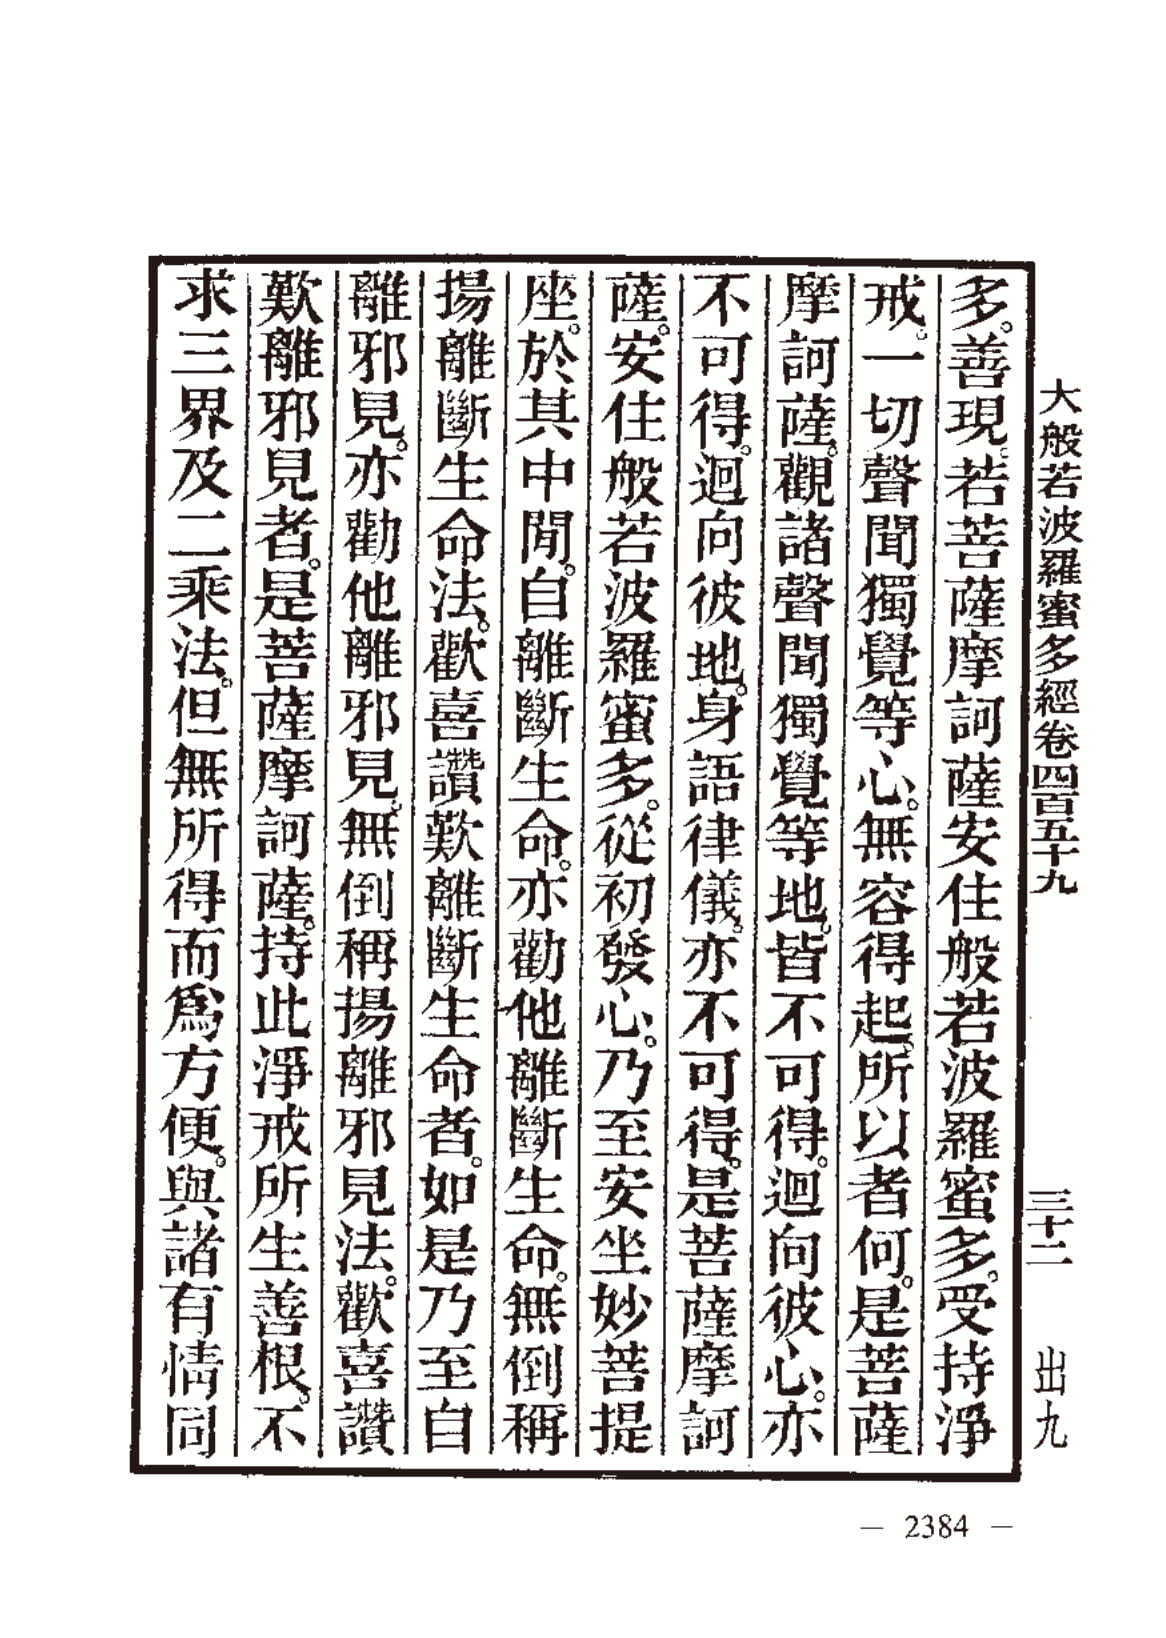 大般若波羅蜜多經卷四百五十九　三十二　出九
多。善現。若菩薩摩訶薩安住般若波羅蜜多。受持淨
戒。一切聲聞獨覺等心。無容得起。所以者何。是菩薩
摩訶薩。觀諸聲聞獨覺等地。皆不可得。迴向彼心。亦
不可得。迴向彼地。身語律儀。亦不可得。是菩薩摩訶
薩。安住般若波羅蜜多。從初發心。乃至安坐妙菩提
座。於其中閒。自離斷生命。亦勸他離斷生命。無倒稱
揚離斷生命法。歡喜讚歎離斷生命者。如是乃至自
離邪見。亦勸他離邪見。無倒稱揚離邪見法。歡喜讚
歎離邪見者。是菩薩摩訶薩。持此淨戒所生善根。不
求三界及二乘法。但無所得而爲方便。與諸有情同
— 2384 —